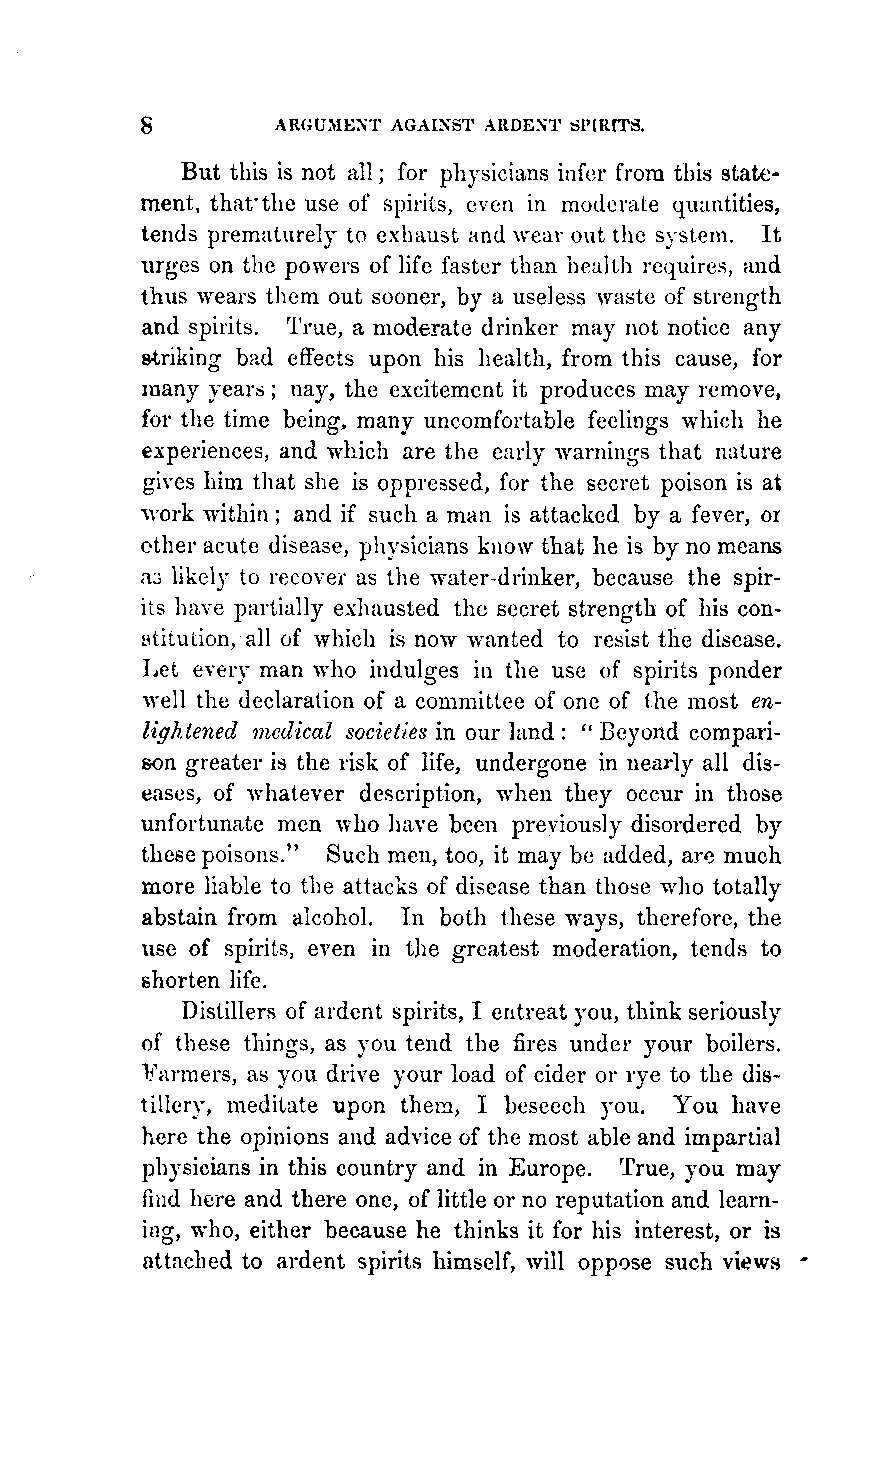 8 ARGUMENT AGAINST ARDENT SPIRITS.
But this is not all; for physicians infer from this state-
ment, that the use of spirits, even in moderate quantities,
tends prematurely to exhaust and wear out the system. It
urges on the powers of life faster than health requires, and
thus wears them out sooner, by a useless waste of strength
and spirits. True, a moderate drinker may not notice any
striking bad effects upon his health, from this cause, for
many years; nay, the excitement it produces may remove,
for the time being, many uncomfortable feelings which he
experiences, and which are the early warnings that nature
gives him that she is oppressed, for the secret poison is at
work within; and if such a man is attacked by a fever, or
other acute disease, physicians know that he is by no means
as likely to recover as the water-drinker, because the spir-
its have partially exhausted the secret strength of his con-
stitution, all of which is now wanted to resist the disease.
Let every man who indulges in the use of spirits ponder
well the declaration of a committee of one of the most en-
lightened medical societies in our land: "Beyond compari-
son greater is the risk of life, undergone in nearly all dis-
eases, of whatever description, when they occur in those
unfortunate men who have been previously disordered by
these poisons." Such men, too, it may be added, are much
more liable to the attacks of disease than those who totally
abstain from alcohol. In both these ways, therefore, the
use of spirits, even in the greatest moderation, tends to
shorten life.
Distillers of ardent spirits, I entreat you, think seriously
of these things, as you tend the fires under your boilers.
Farmers, as you drive your load of cider or rye to the dis-
tillery, meditate upon them, I beseech you. You have
here the opinions and advice of the most able and impartial
physicians in this country and in Europe. True, you may
find here and there one, of little or no reputation and learn-
ing, who, either because he thinks it for his interest, or is
attached to ardent spirits himself, will oppose such views